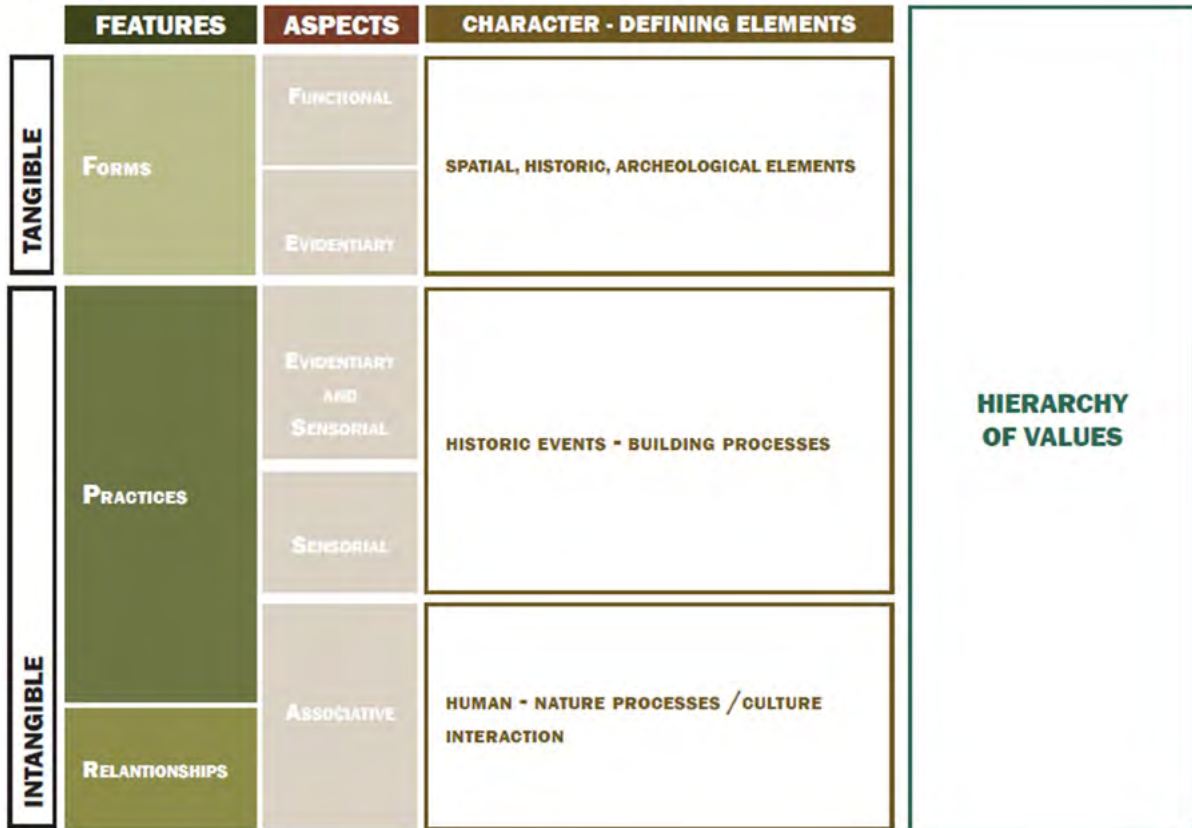 FEATURES
ASPECTS
CHARACTER - DEFINING ELEMENTS
TANGIBLE
FORMS
FUNCTIONAL
EVIDENTIARY
SPATIAL, HISTORIC, ARCHEOLOGICAL ELEMENTS
INTANGIBLE
PRACTICES
EVIDENTIARY
AND
SENSORIAL
SENSORIAL
HISTORIC EVENTS - BUILDING PROCESSES
RELANTIONSHIPS
ASSOCIATIVE
HUMAN - NATURE PROCESSES /CULTURE
INTERACTION
HIERARCHY
OF VALUES